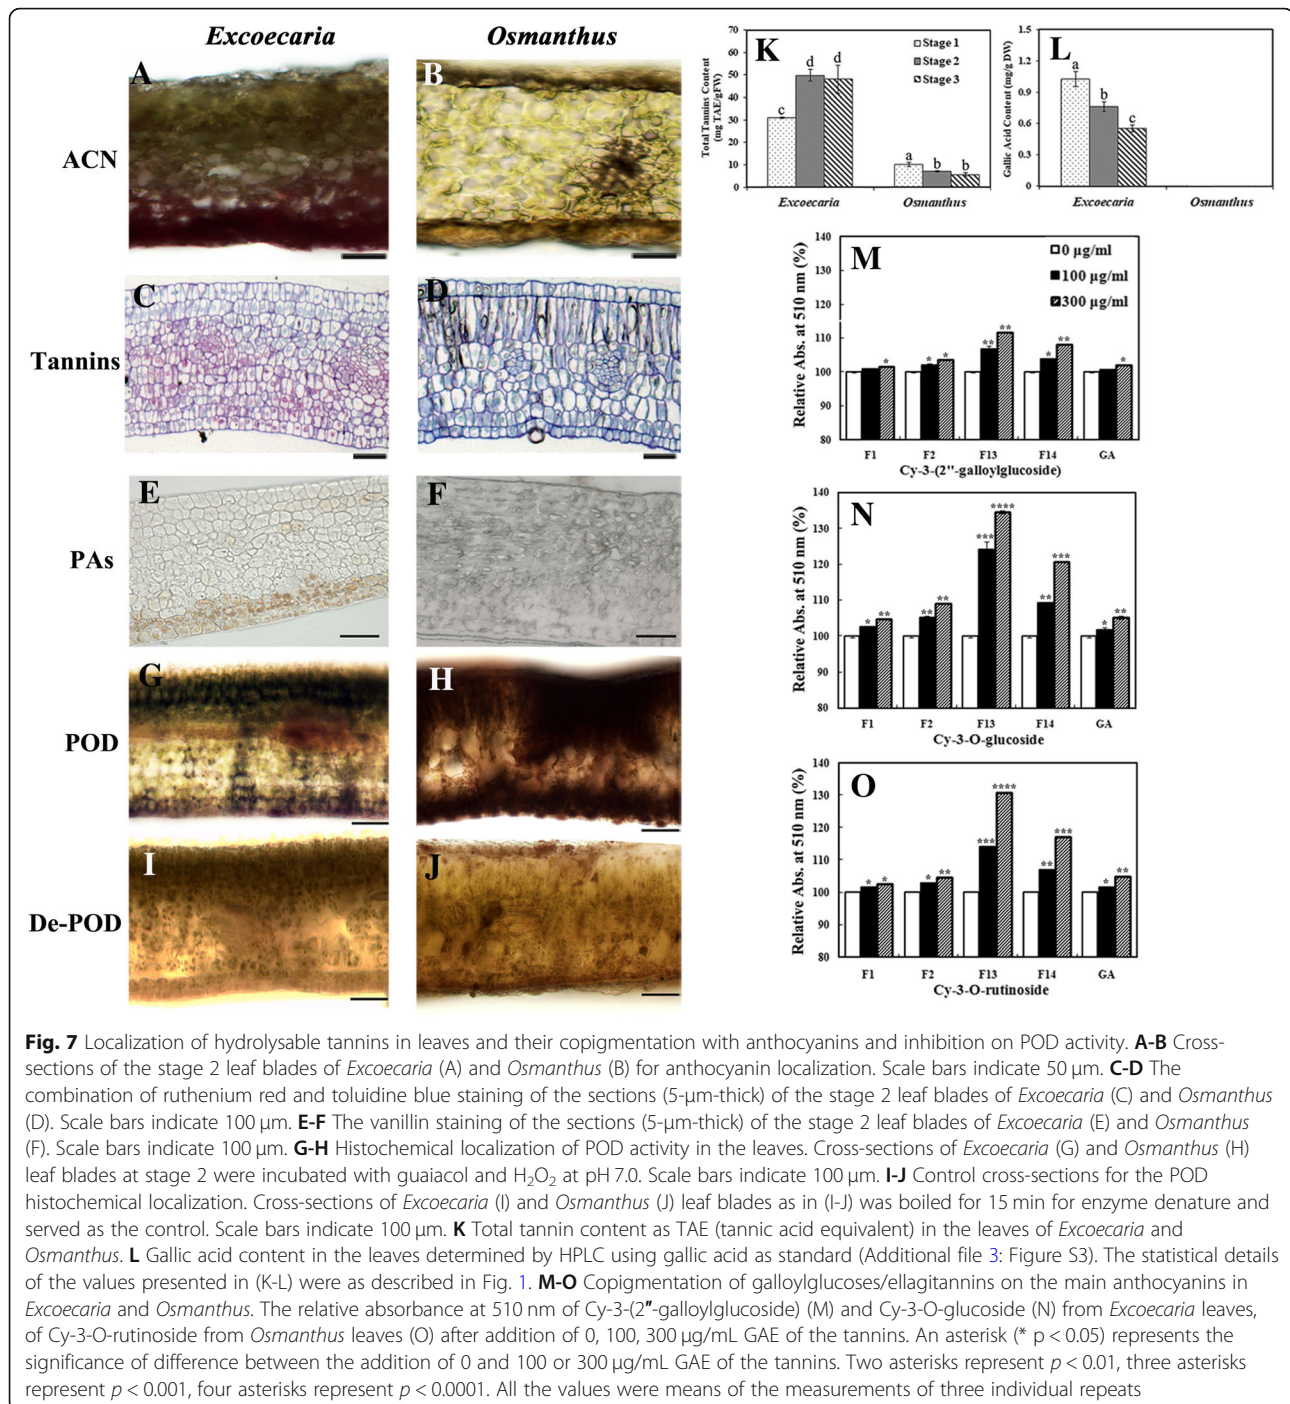 Excoecaria Osmanthus
A B
ACN
C D
Tannins
E F
PAs
G H
POD
I J
De-POD
K
Total Tannins Content
(mg TAE/gFW)
70
60
50
40
30
20
10
0
Stage 1
Stage 2
Stage 3
c d d a b b
Excoecaria Osmanthus
L
Gallic Acid Content (mg/g DW)
1.5
1.2
0.9
0.6
0.3
0
a b c
Excoecaria Osmanthus
M
Relative Abs. at 510 nm (%)
140
130
120
110
100
90
80
0 µg/ml
100 µg/ml
300 µg/ml
* * * ** ** * ** *
F1 F2 F13 F14 GA
Cy-3-(2"-galloylglucoside)
N
Relative Abs. at 510 nm (%)
140
130
120
110
100
90
80
* ** ** ** *** **** ** *** * **
F1 F2 F13 F14 GA
Cy-3-O-glucoside
O
Relative Abs. at 510 nm (%)
140
130
120
110
100
90
80
* * * ** *** **** ** *** * **
F1 F2 F13 F14 GA
Cy-3-O-rutinoside
Fig. 7 Localization of hydrolysable tannins in leaves and their copigmentation with anthocyanins and inhibition on POD activity. A-B Cross-
sections of the stage 2 leaf blades of Excoecaria (A) and Osmanthus (B) for anthocyanin localization. Scale bars indicate 50 µm. C-D The
combination of ruthenium red and toluidine blue staining of the sections (5-µm-thick) of the stage 2 leaf blades of Excoecaria (C) and Osmanthus
(D). Scale bars indicate 100 µm. E-F The vanillin staining of the sections (5-µm-thick) of the stage 2 leaf blades of Excoecaria (E) and Osmanthus
(F). Scale bars indicate 100 µm. G-H Histochemical localization of POD activity in the leaves. Cross-sections of Excoecaria (G) and Osmanthus (H)
leaf blades at stage 2 were incubated with guaiacol and H₂O₂ at pH 7.0. Scale bars indicate 100 µm. I-J Control cross-sections for the POD
histochemical localization. Cross-sections of Excoecaria (I) and Osmanthus (J) leaf blades as in (I-J) was boiled for 15 min for enzyme denature and
served as the control. Scale bars indicate 100 µm. K Total tannin content as TAE (tannic acid equivalent) in the leaves of Excoecaria and
Osmanthus. L Gallic acid content in the leaves determined by HPLC using gallic acid as standard (Additional file 3: Figure S3). The statistical details
of the values presented in (K-L) were as described in Fig. 1. M-O Copigmentation of galloylglucoses/ellagitannins on the main anthocyanins in
Excoecaria and Osmanthus. The relative absorbance at 510 nm of Cy-3-(2"-galloylglucoside) (M) and Cy-3-O-glucoside (N) from Excoecaria leaves,
of Cy-3-O-rutinoside from Osmanthus leaves (O) after addition of 0, 100, 300 µg/mL GAE of the tannins. An asterisk (* p < 0.05) represents the
significance of difference between the addition of 0 and 100 or 300 µg/mL GAE of the tannins. Two asterisks represent p < 0.01, three asterisks
represent p < 0.001, four asterisks represent p < 0.0001. All the values were means of the measurements of three individual repeats